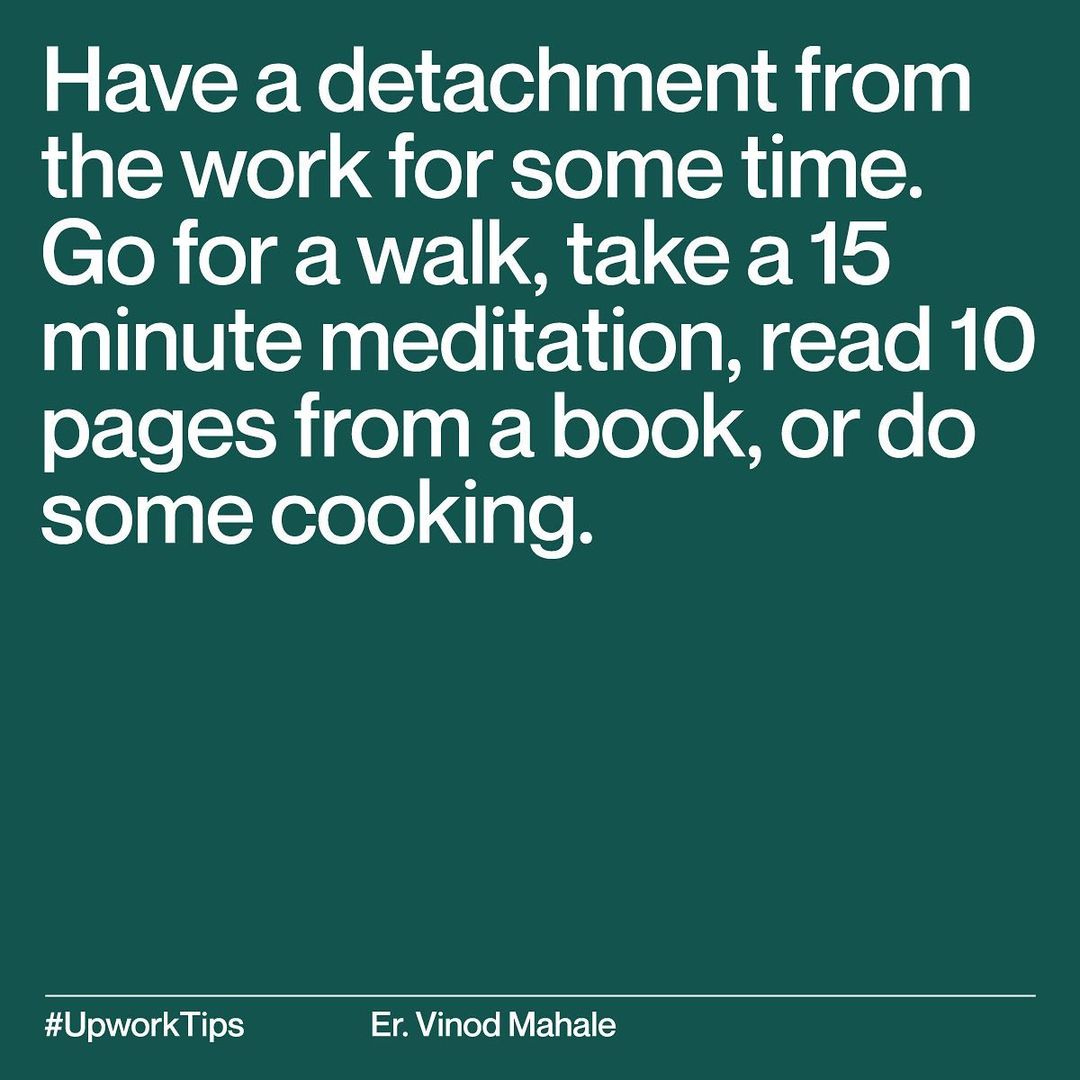 Have a detachment from
the work for some time.
Go for a walk, take a 15
minute meditation, read 10
pages from a book, or do
some cooking.
#UpworkTips
Er. Vinod Mahale